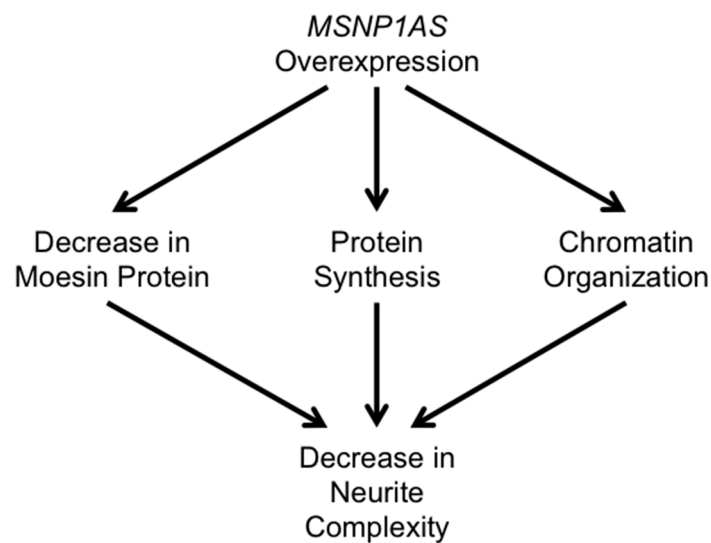 MSNP1AS
Overexpression
Decrease in
Moesin Protein
Protein
Synthesis
Chromatin
Organization
Decrease in
Neurite
Complexity